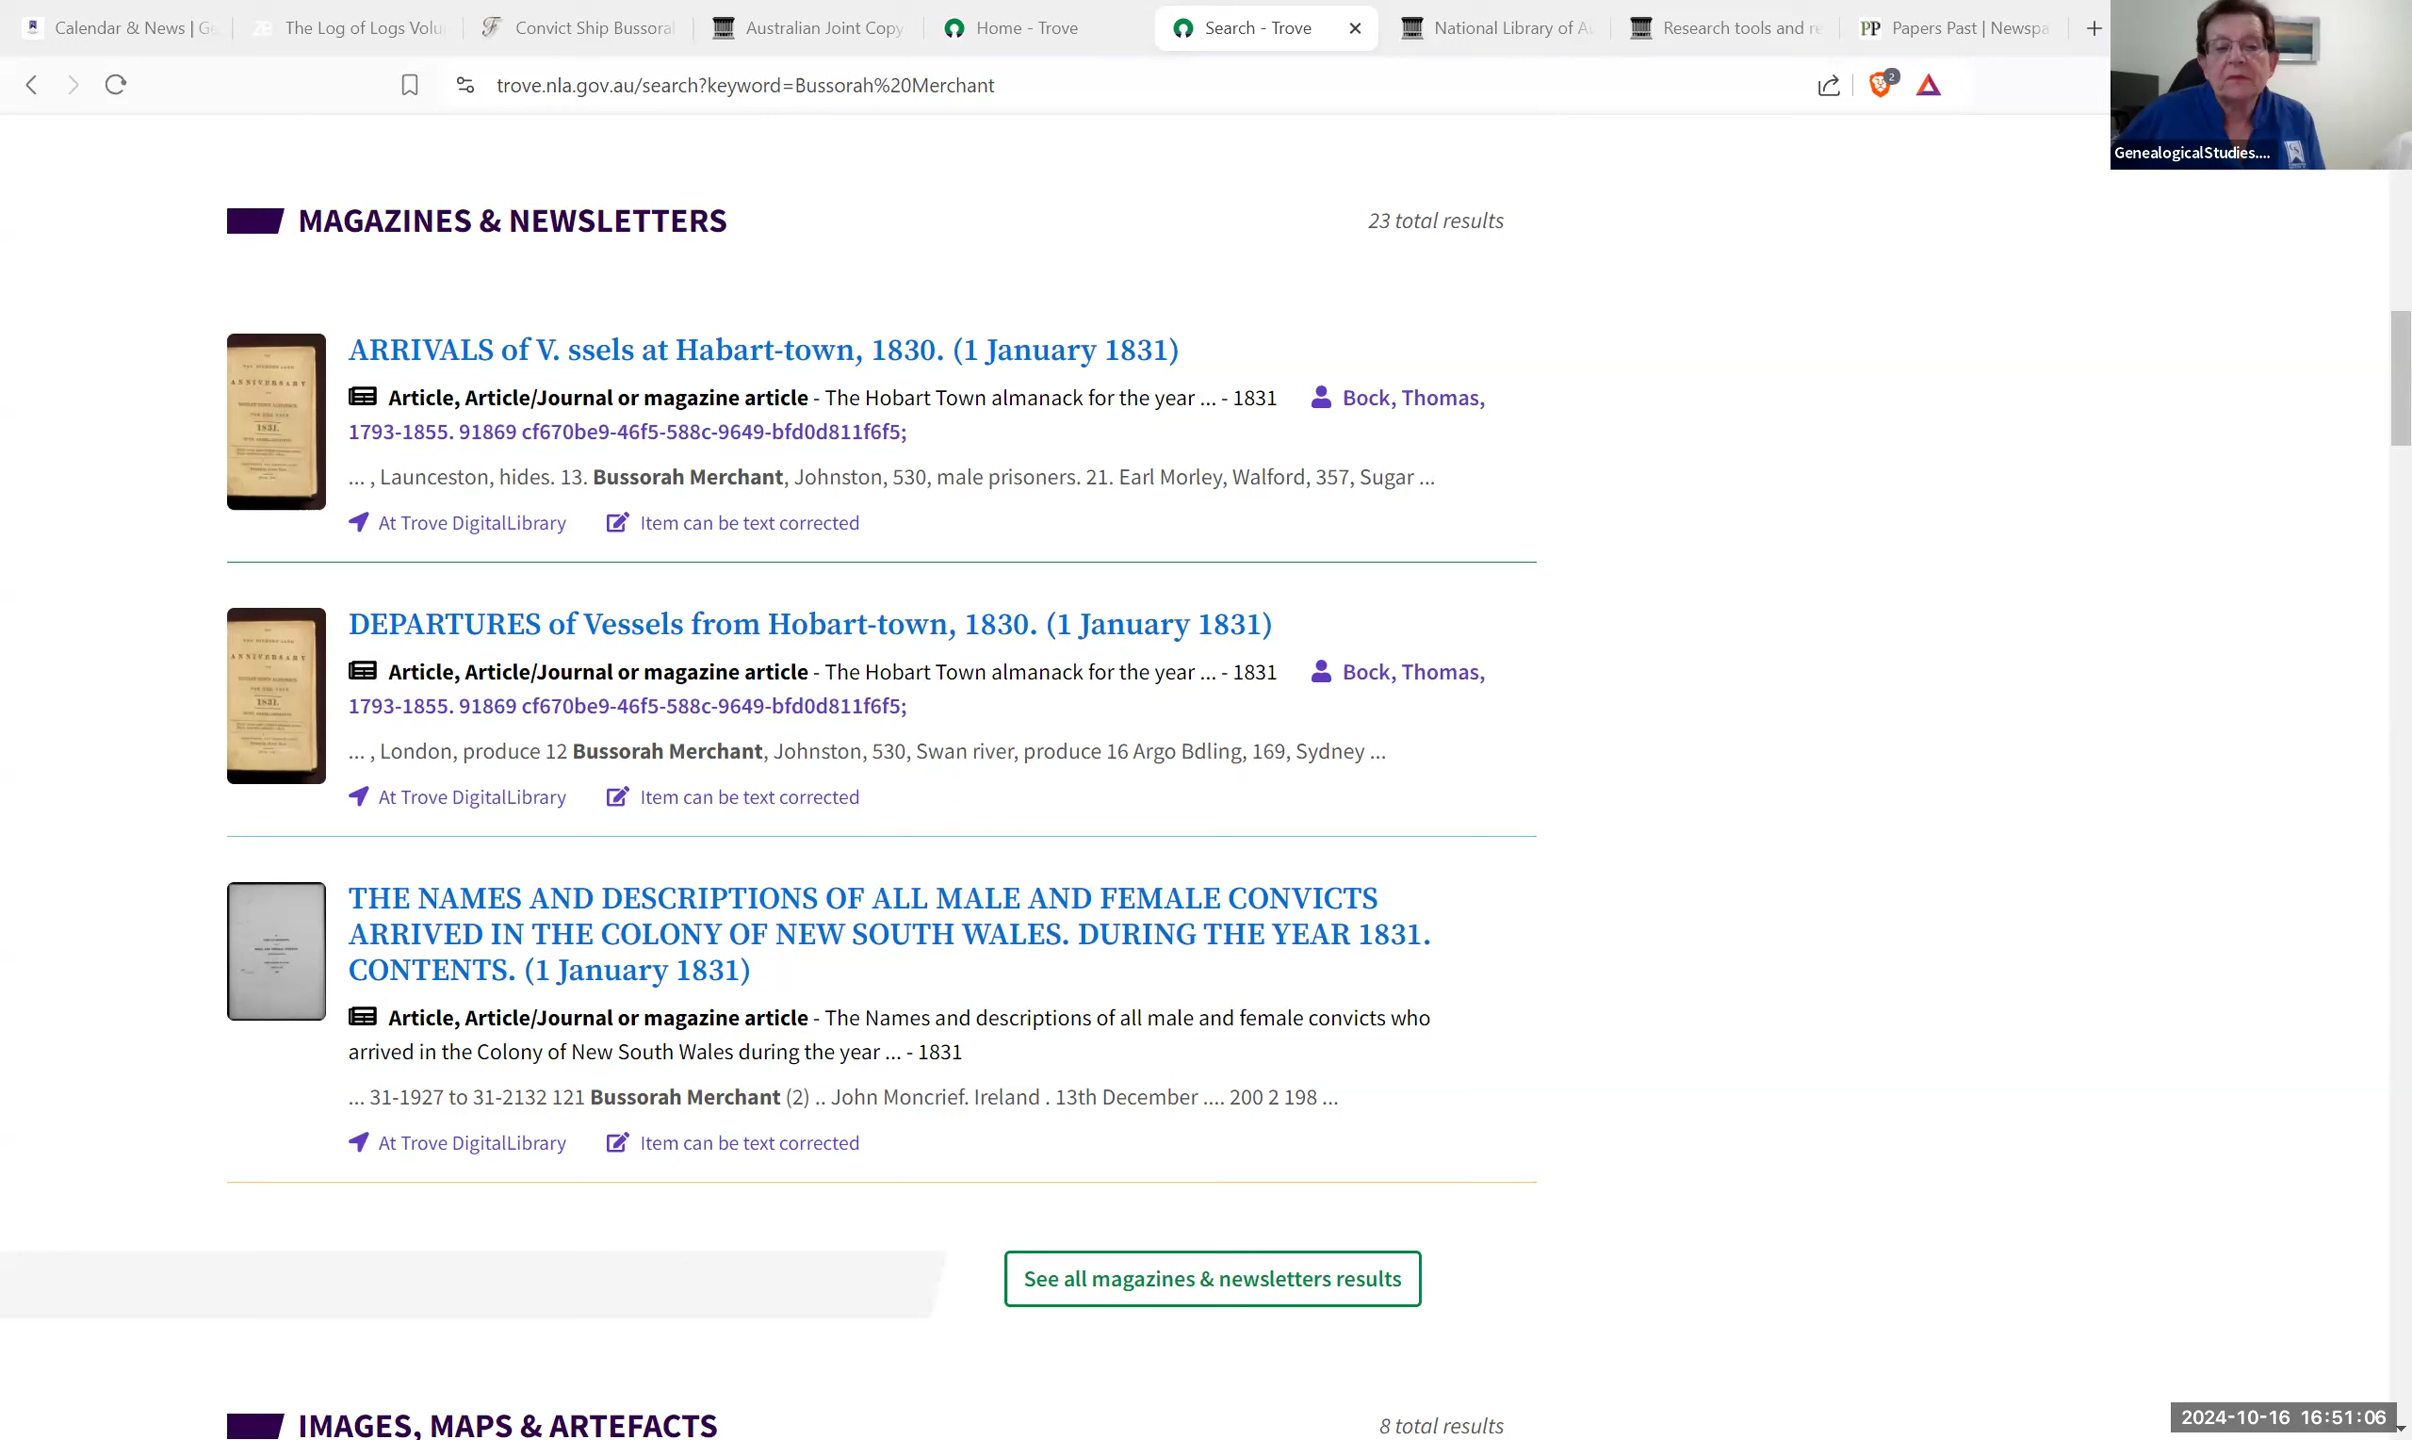 Calendar & News | Ge
The Log of Logs Volu
Convict Ship Bussoral
Australian Joint Copy
Home - Trove
Search - Trove
National Library of Au
Research tools and re
Papers Past | Newspa
trove.nla.gov.au/search?keyword=Bussorah%20Merchant
2
GenealogicalStudies....
MAGAZINES & NEWSLETTERS
23 total results
ARRIVALS of V. ssels at Habart-town, 1830. (1 January 1831)
Article, Article/Journal or magazine article - The Hobart Town almanack for the year ... - 1831 Bock, Thomas,
1793-1855. 91869 cf670be9-46f5-588c-9649-bfd0d811f6f5;
... , Launceston, hides. 13. Bussorah Merchant, Johnston, 530, male prisoners. 21. Earl Morley, Walford, 357, Sugar ...
At Trove DigitalLibrary Item can be text corrected
DEPARTURES of Vessels from Hobart-town, 1830. (1 January 1831)
Article, Article/Journal or magazine article - The Hobart Town almanack for the year ... - 1831 Bock, Thomas,
1793-1855. 91869 cf670be9-46f5-588c-9649-bfd0d811f6f5;
... , London, produce 12 Bussorah Merchant, Johnston, 530, Swan river, produce 16 Argo Bdling, 169, Sydney ...
At Trove DigitalLibrary Item can be text corrected
THE NAMES AND DESCRIPTIONS OF ALL MALE AND FEMALE CONVICTS
ARRIVED IN THE COLONY OF NEW SOUTH WALES. DURING THE YEAR 1831.
CONTENTS. (1 January 1831)
Article, Article/Journal or magazine article - The Names and descriptions of all male and female convicts who
arrived in the Colony of New South Wales during the year ... - 1831
... 31-1927 to 31-2132 121 Bussorah Merchant (2) .. John Moncrief. Ireland . 13th December .... 200 2 198 ...
At Trove DigitalLibrary Item can be text corrected
See all magazines & newsletters results
IMAGES, MAPS & ARTEFACTS
8 total results
2024-10-16 16:51:06